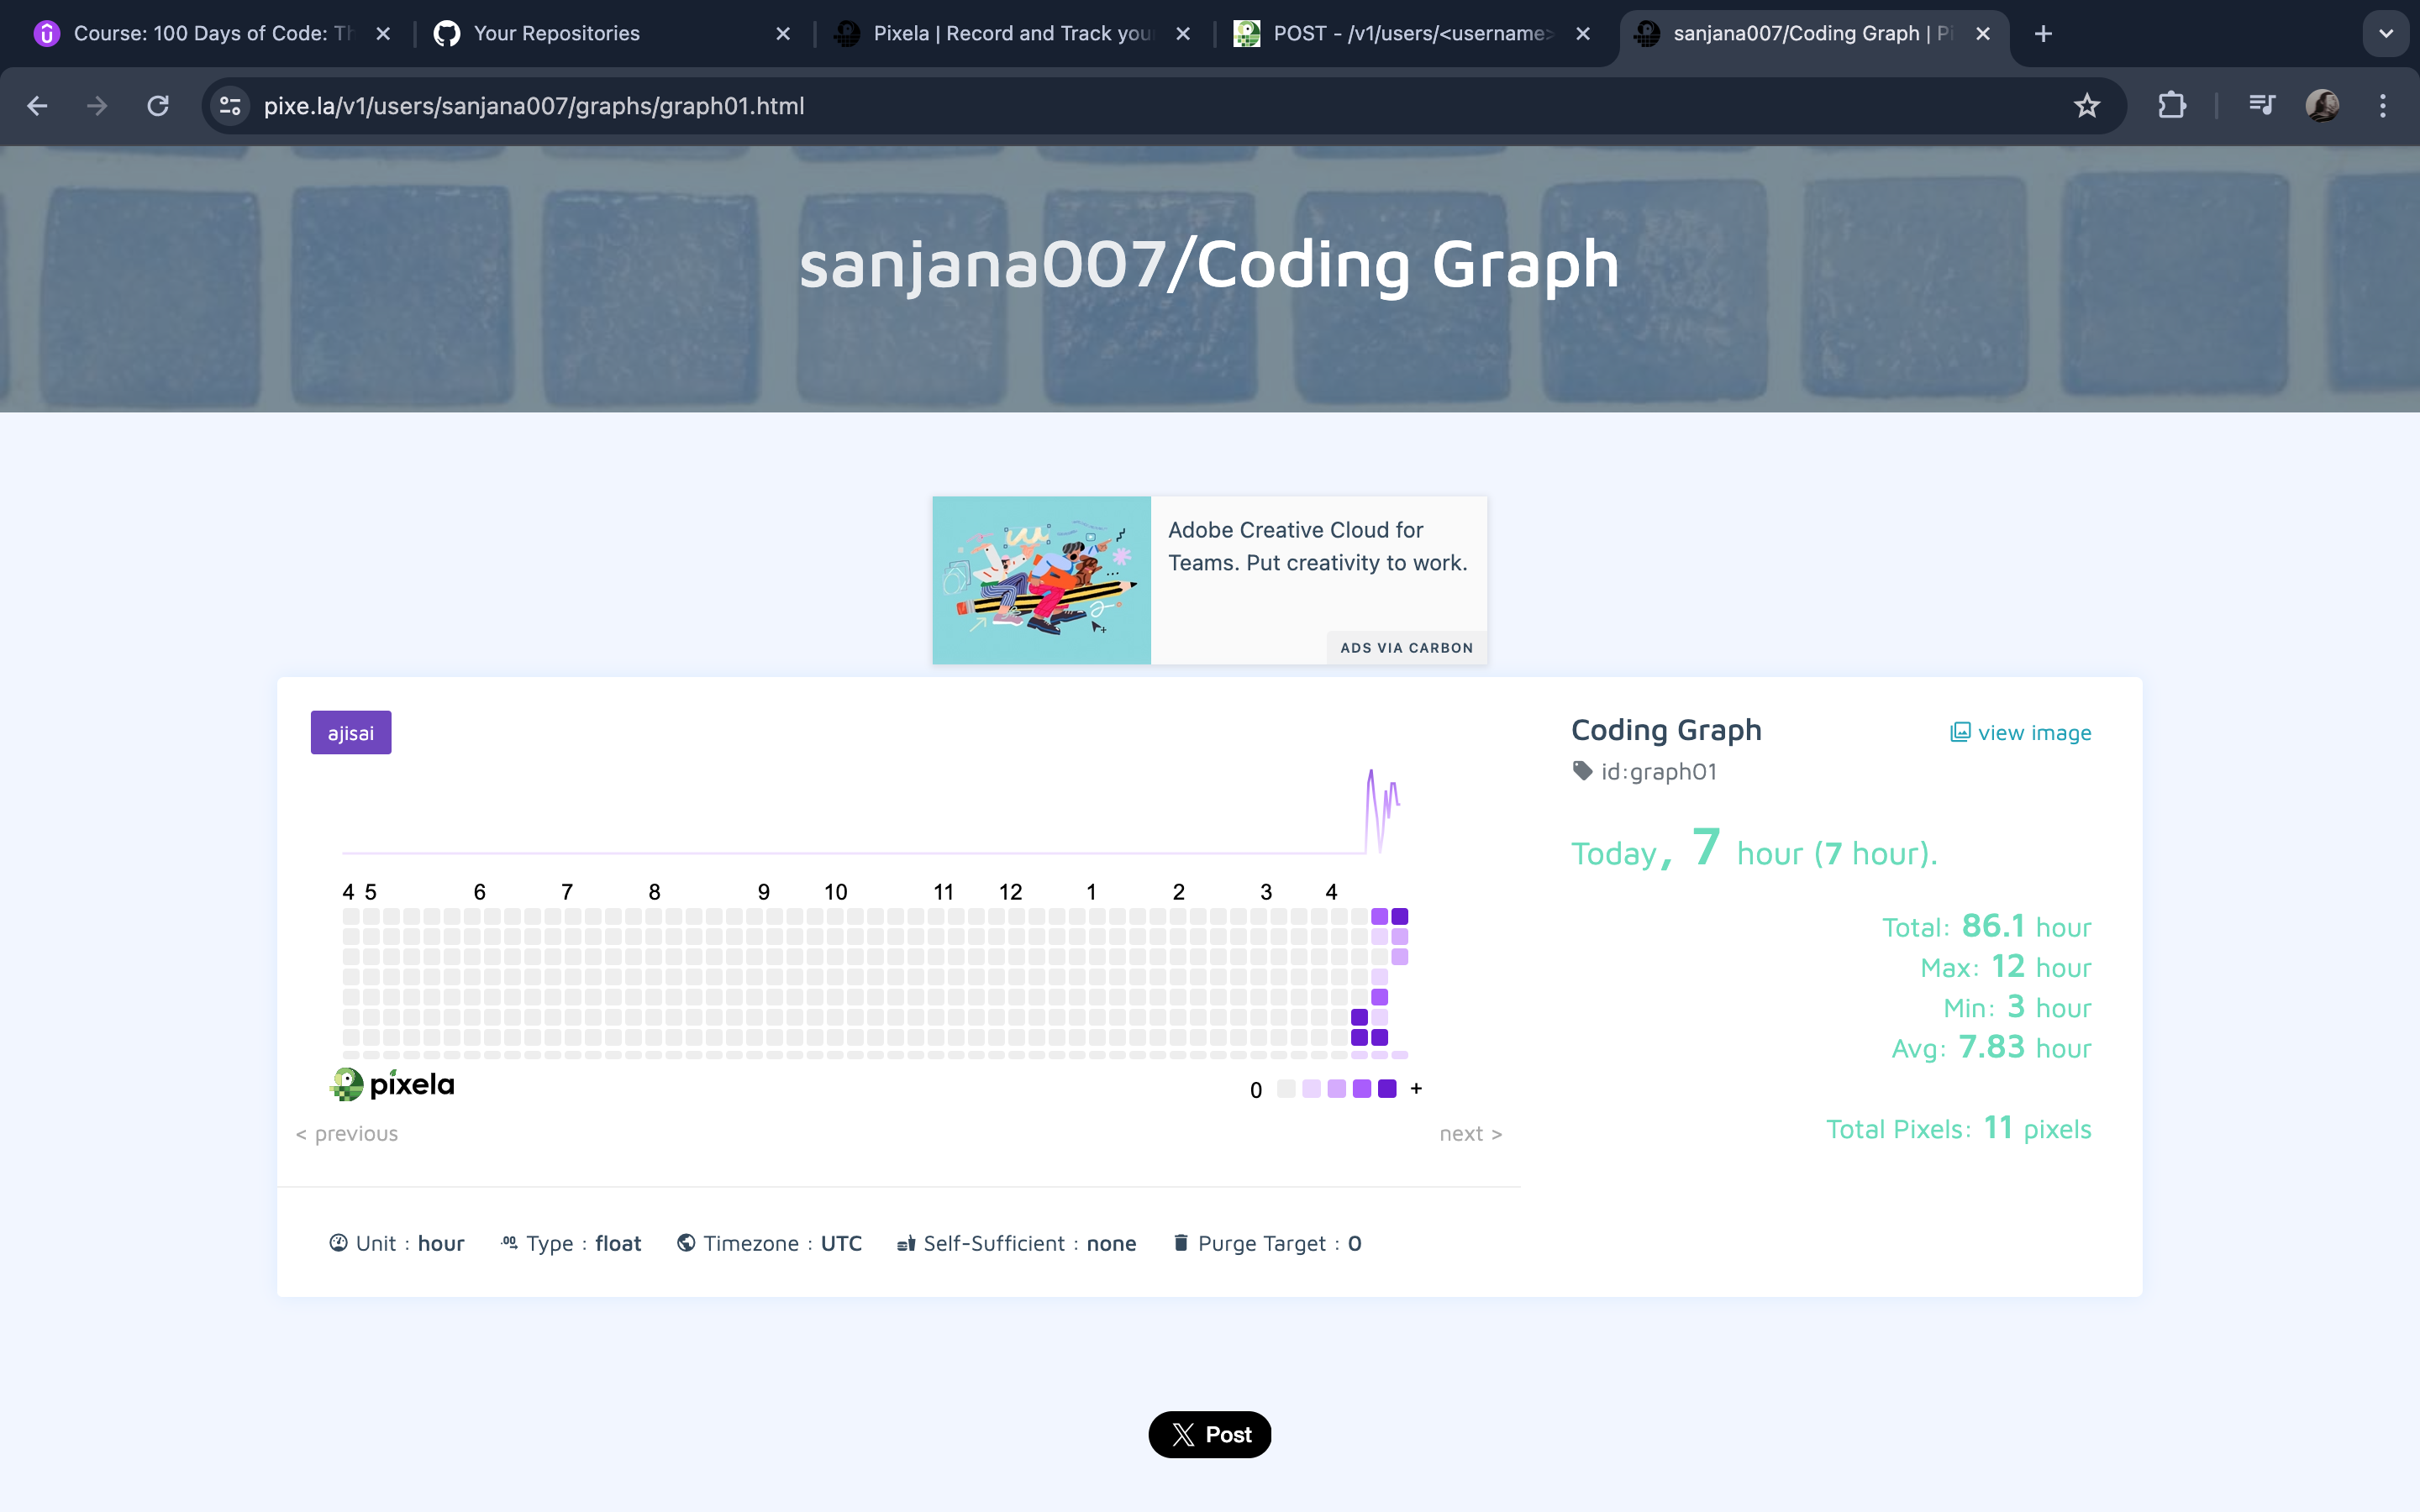 Course: 100 Days of Code: Th
Your Repositories
Pixela | Record and Track your
POST - /v1/users/<username>
sanjana007/Coding Graph | Pi
pixe.la/v1/users/sanjana007/graphs/graph01.html
sanjana007/Coding Graph
Adobe Creative Cloud for
Teams. Put creativity to work.
ADS VIA CARBON
ajisai
4 5 6 7 8 9 10 11 12 1 2 3 4
pixela
0 +
< previous
next >
Unit : hour
Type : float
Timezone : UTC
Self-Sufficient : none
Purge Target : 0
Coding Graph
view image
id:graph01
Today, 7 hour (7 hour).
Total: 86.1 hour
Max: 12 hour
Min: 3 hour
Avg: 7.83 hour
Total Pixels: 11 pixels
Post